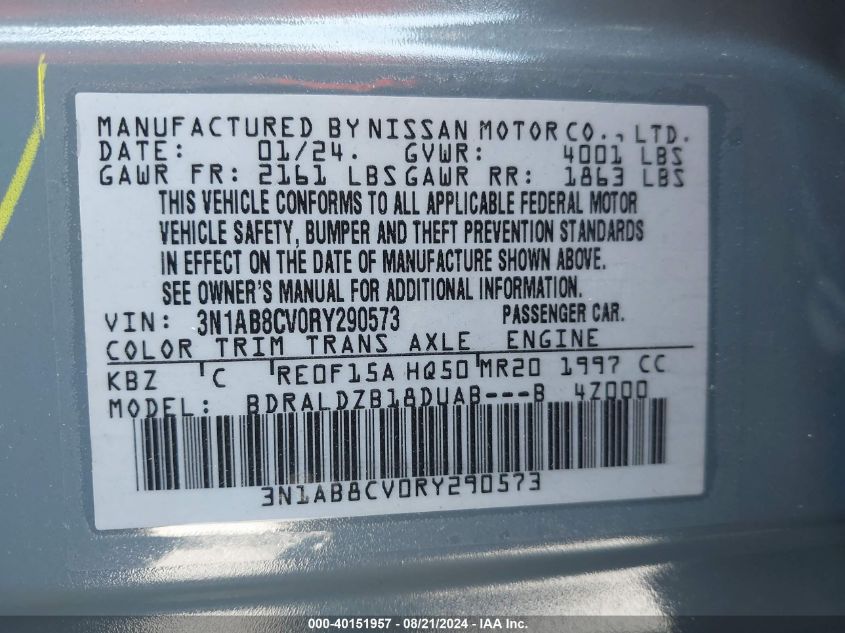 MANUFACTURED BY NISSAN MOTOR CO., LTD.
DATE: 01/24. GVWR: 4001 LBS
GAWR FR: 2161 LBS GAWR RR: 1863 LBS
THIS VEHICLE CONFORMS TO ALL APPLICABLE FEDERAL MOTOR
VEHICLE SAFETY, BUMPER AND THEFT PREVENTION STANDARDS
IN EFFECT ON THE DATE OF MANUFACTURE SHOWN ABOVE.
SEE OWNER'S MANUAL FOR ADDITIONAL INFORMATION.
VIN: 3N1AB8CV0RY290573 PASSENGER CAR.
COLOR TRIM TRANS AXLE ENGINE
KBZ C RE0F15A HQ50 MR20 1997 CC
MODEL: BDRALDZB18DUAB---B 4Z000
3N1AB8CV0RY290573
000-40151957 - 08/21/2024 - IAA Inc.